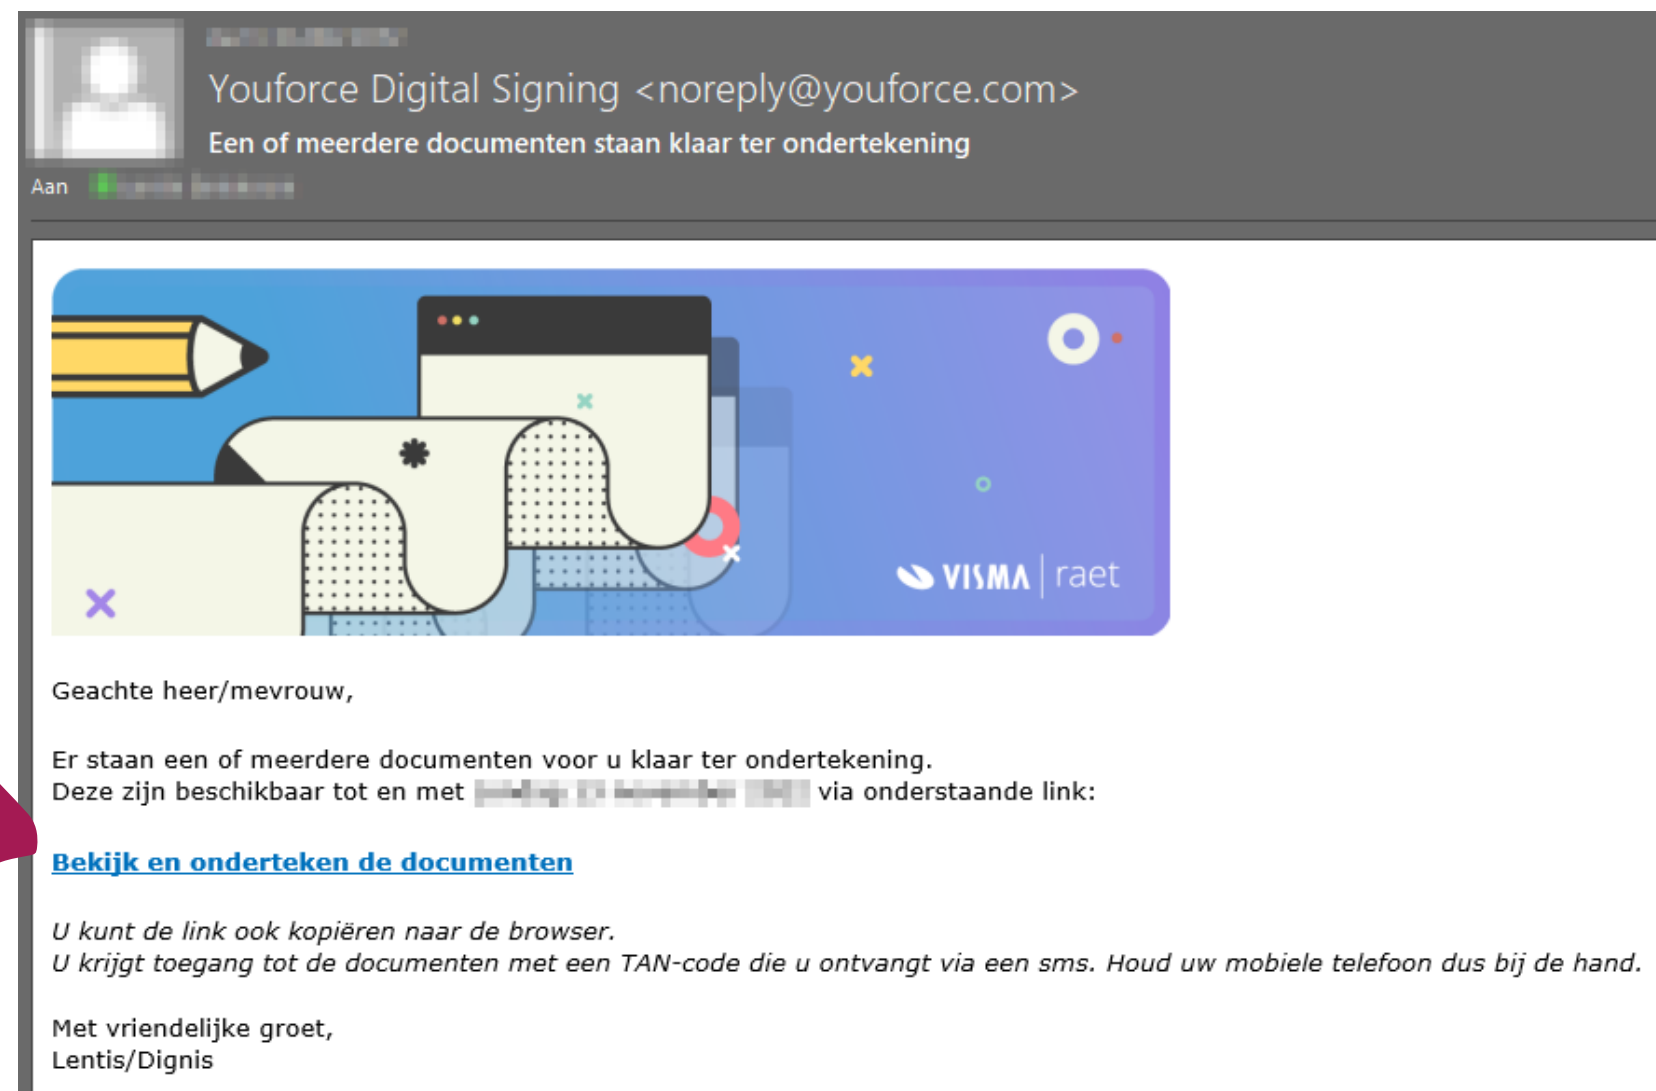 Youforce Digital Signing <noreply@youforce.com>
Een of meerdere documenten staan klaar ter ondertekening
Aan
VISMA | raet
Geachte heer/mevrouw,
Er staan een of meerdere documenten voor u klaar ter ondertekening.
Deze zijn beschikbaar tot en met via onderstaande link:
Bekijk en onderteken de documenten
U kunt de link ook kopiëren naar de browser.
U krijgt toegang tot de documenten met een TAN-code die u ontvangt via een sms. Houd uw mobiele telefoon dus bij de hand.
Met vriendelijke groet,
Lentis/Dignis